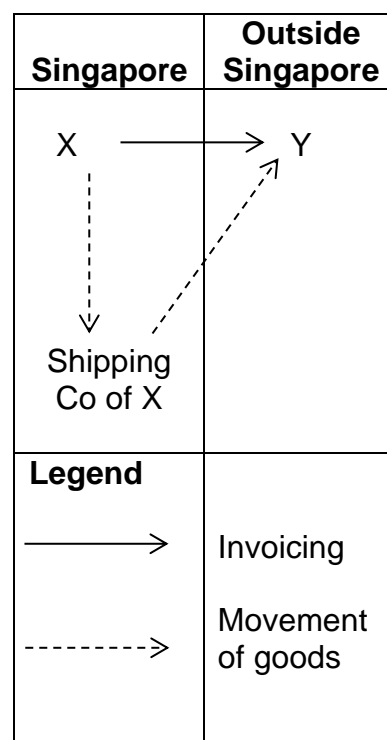 Singapore
Outside
Singapore
X
Y
Shipping
Co of X
Legend
Invoicing
Movement
of goods